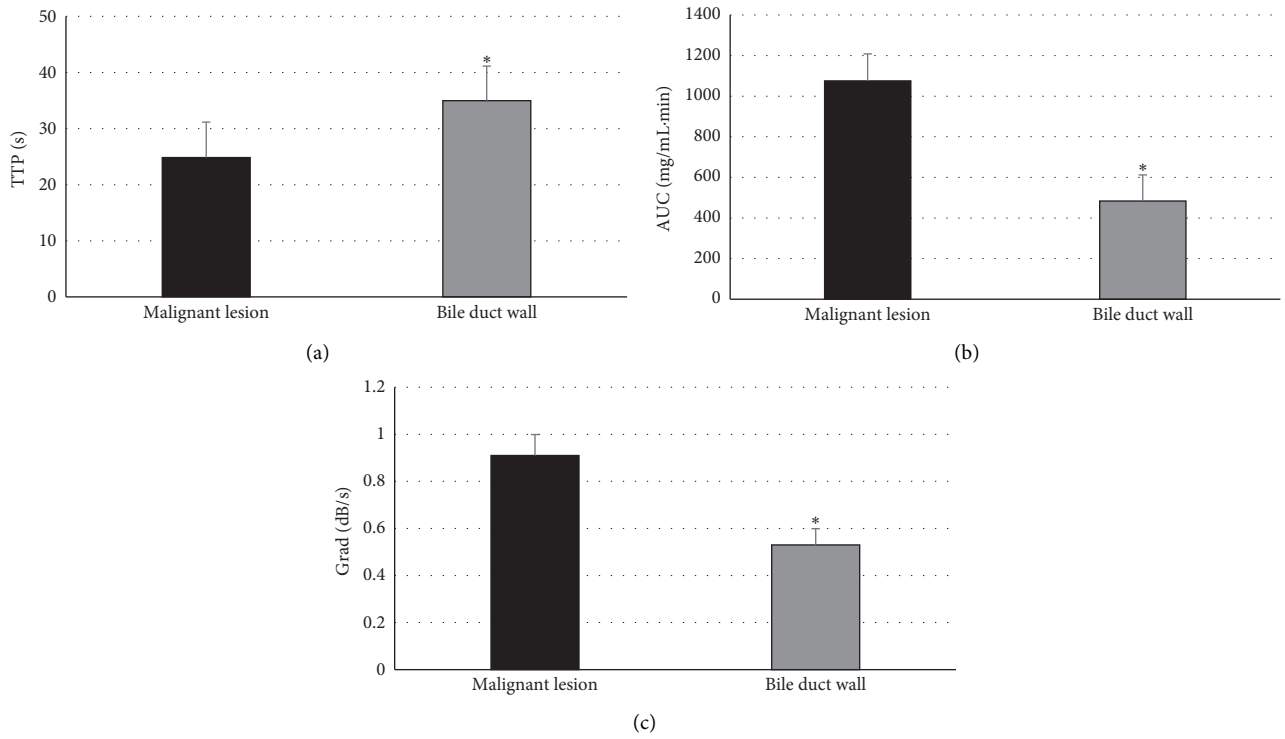 50
40
30
20
10
0
TTP (s)
*
Malignant lesion
Bile duct wall
(a)
1400
1200
1000
800
600
400
200
0
AUC (mg/mL·min)
*
Malignant lesion
Bile duct wall
(b)
1.2
1
0.8
0.6
0.4
0.2
0
Grad (dB/s)
*
Malignant lesion
Bile duct wall
(c)